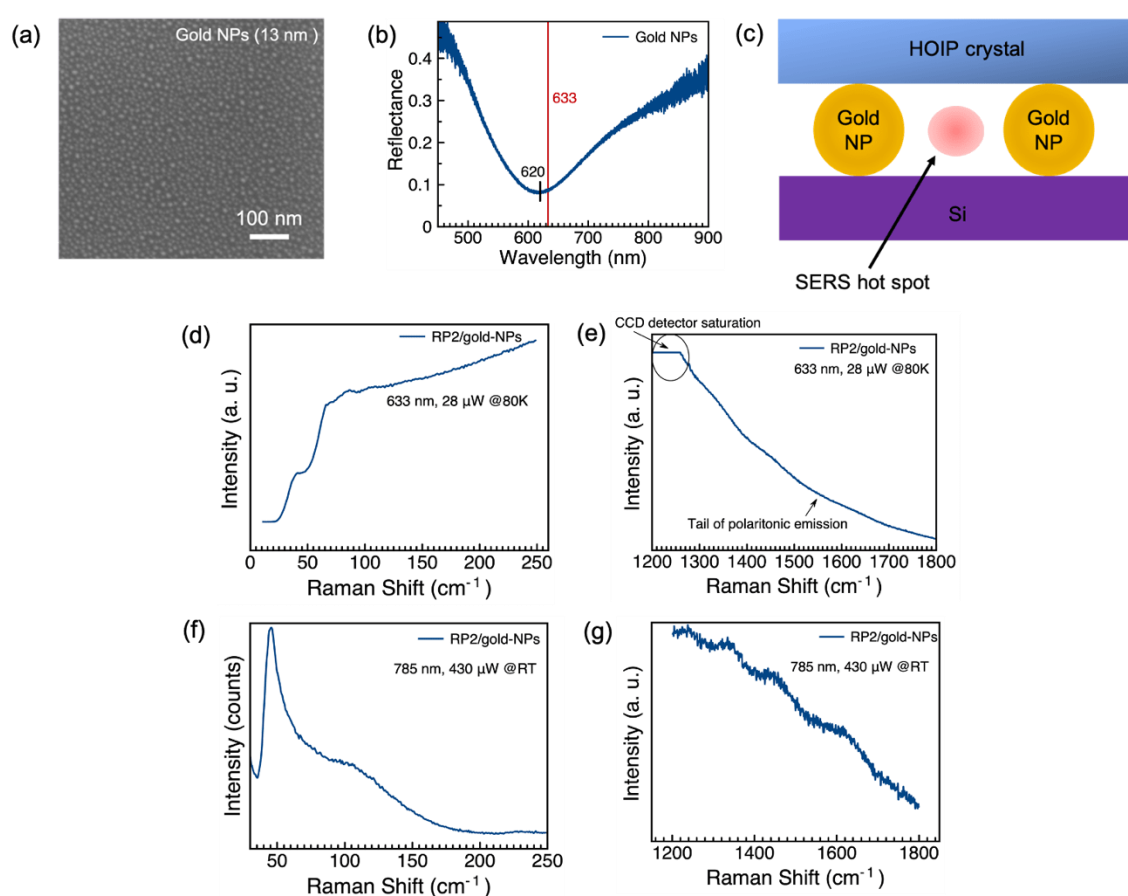 (a)
Gold NPs (13 nm )
100 nm
(b)
Gold NPs
633
620
Reflectance
0.4
0.3
0.2
0.1
0
500 600 700 800 900
Wavelength (nm)
(c)
HOIP crystal
Gold NP
Gold NP
Si
SERS hot spot
(d)
RP2/gold-NPs
633 nm, 28 µW @80K
Intensity (a. u.)
0 50 100 150 200 250
Raman Shift (cm⁻¹)
(e)
CCD detector saturation
RP2/gold-NPs
633 nm, 28 µW @80K
Tail of polaritonic emission
Intensity (a. u.)
1200 1300 1400 1500 1600 1700 1800
Raman Shift (cm⁻¹)
(f)
RP2/gold-NPs
785 nm, 430 µW @RT
Intensity (counts)
50 100 150 200 250
Raman Shift (cm⁻¹)
(g)
RP2/gold-NPs
785 nm, 430 µW @RT
Intensity (a. u.)
1200 1400 1600 1800
Raman Shift (cm⁻¹)